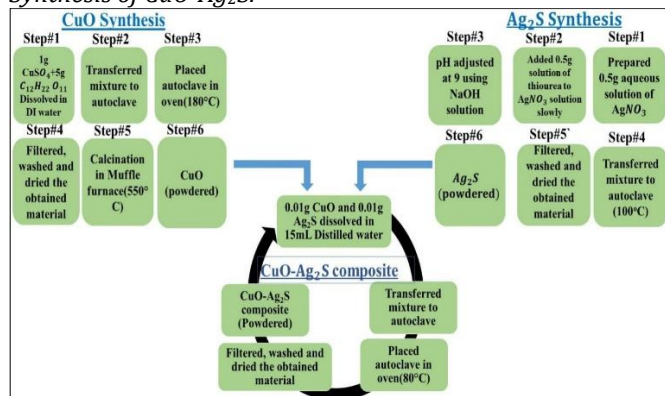 Synthesis of CuO-Ag₂S.
CuO Synthesis
Step#1
1g
CuSO₄+5g
C₁₂H₂₂ O₁₁
Dissolved in
DI water
Step#2
Transferred
mixture to
autoclave
Step#3
Placed
autoclave in
oven(180°C)
Step#4
Filtered,
washed and
dried the
obtained
material
Step#5
Calcination
in Muffle
furnace(550°
C)
Step#6
CuO
(powdered)
Ag₂S Synthesis
Step#3
pH adjusted
at 9 using
NaOH
solution
Step#2
Added 0.5g
solution of
thiourea to
AgNO₃ solution
slowly
Step#1
Prepared
0.5g aqueous
solution of
AgNO₃
Step#6
Ag₂S
(powdered)
Step#5`
Filtered,
washed and
dried the
obtained
material
Step#4
Transferred
mixture to
autoclave
(100°C)
0.01g CuO and 0.01g
Ag₂S dissolved in
15mL Distilled water
CuO-Ag₂S composite
Transferred
mixture to
autoclave
Placed
autoclave in
oven(80°C)
Filtered, washed and
dried the obtained
material
CuO-Ag₂S
composite
(Powdered)